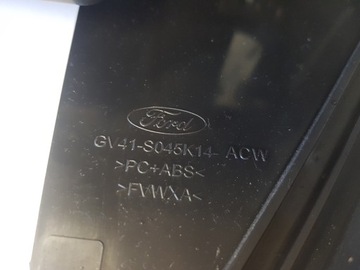 Ford
GV41-S045K14- ACW
>PC+ABS<
>FVWXA<